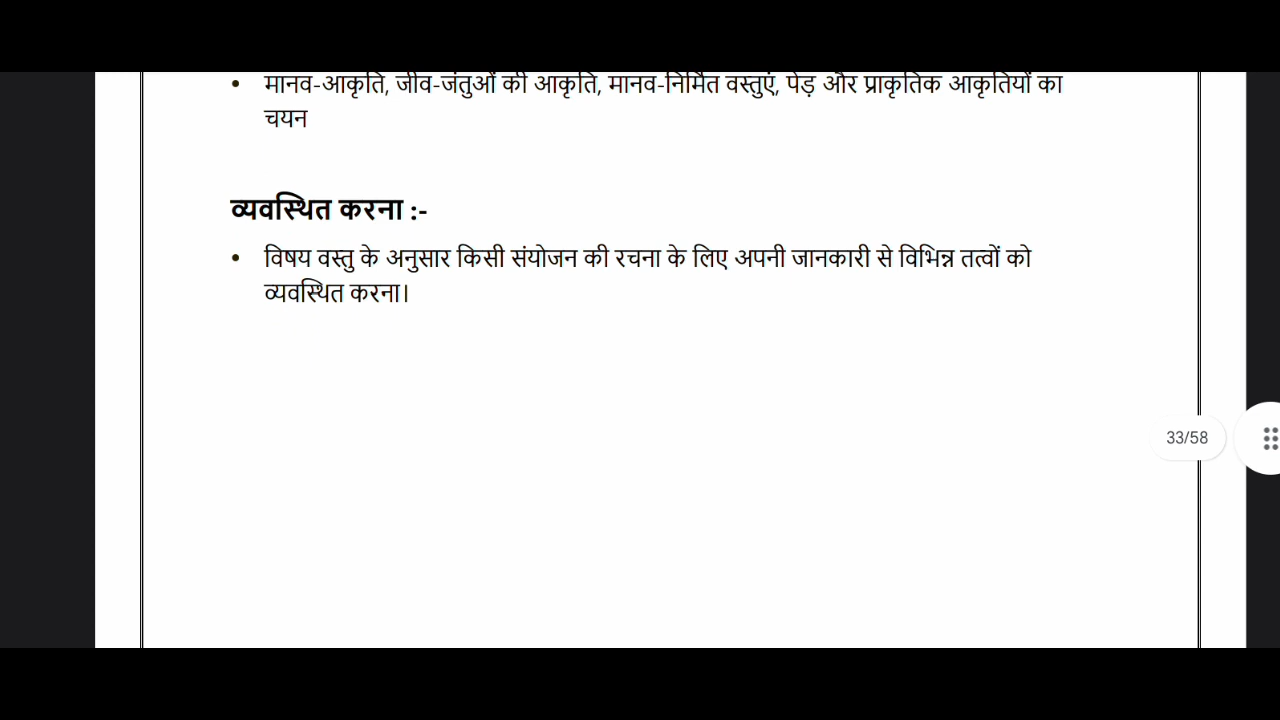 • मानव-आकृति, जीव-जंतुओं की आकृति, मानव-निर्मित वस्तुएं, पेड़ और प्राकृतिक आकृतियों का
चयन
व्यवस्थित करना :-
• विषय वस्तु के अनुसार किसी संयोजन की रचना के लिए अपनी जानकारी से विभिन्न तत्वों को
व्यवस्थित करना।
33/58